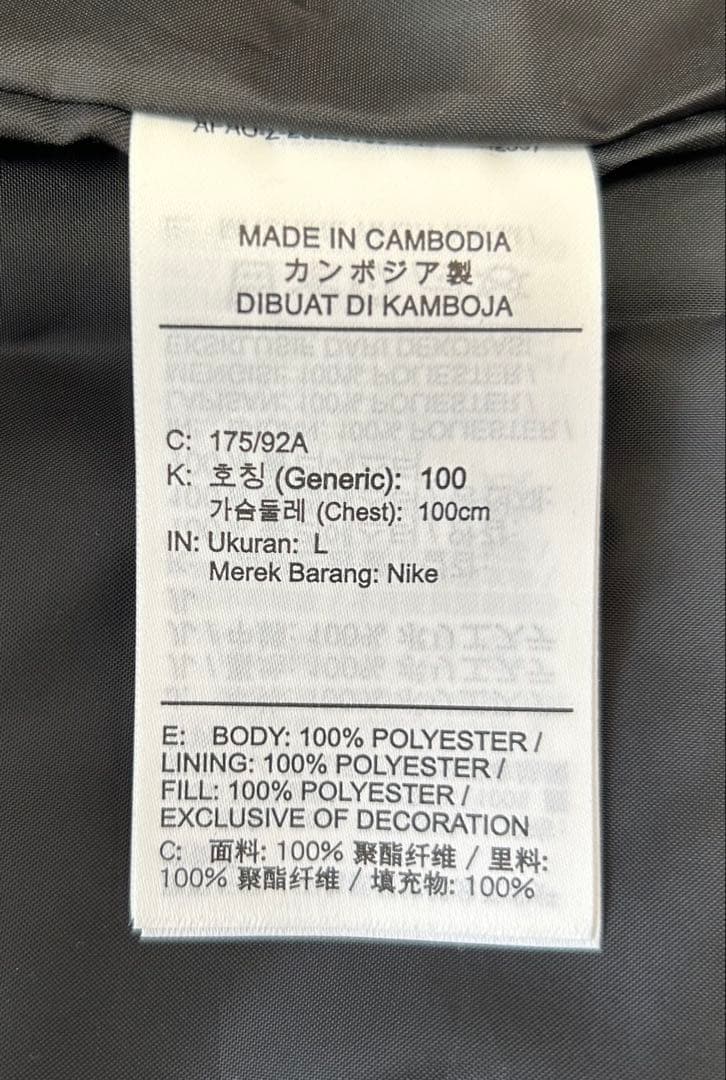 MADE IN CAMBODIA
カンボジア製
DIBUAT DI KAMBOJA
C: 175/92A
K: 호칭 (Generic): 100
가슴둘레 (Chest): 100cm
IN: Ukuran: L
Merek Barang: Nike
E: BODY: 100% POLYESTER /
LINING: 100% POLYESTER /
FILL: 100% POLYESTER /
EXCLUSIVE OF DECORATION
C: 面料: 100% 聚酯纤维 / 里料:
100% 聚酯纤维 / 填充物: 100%